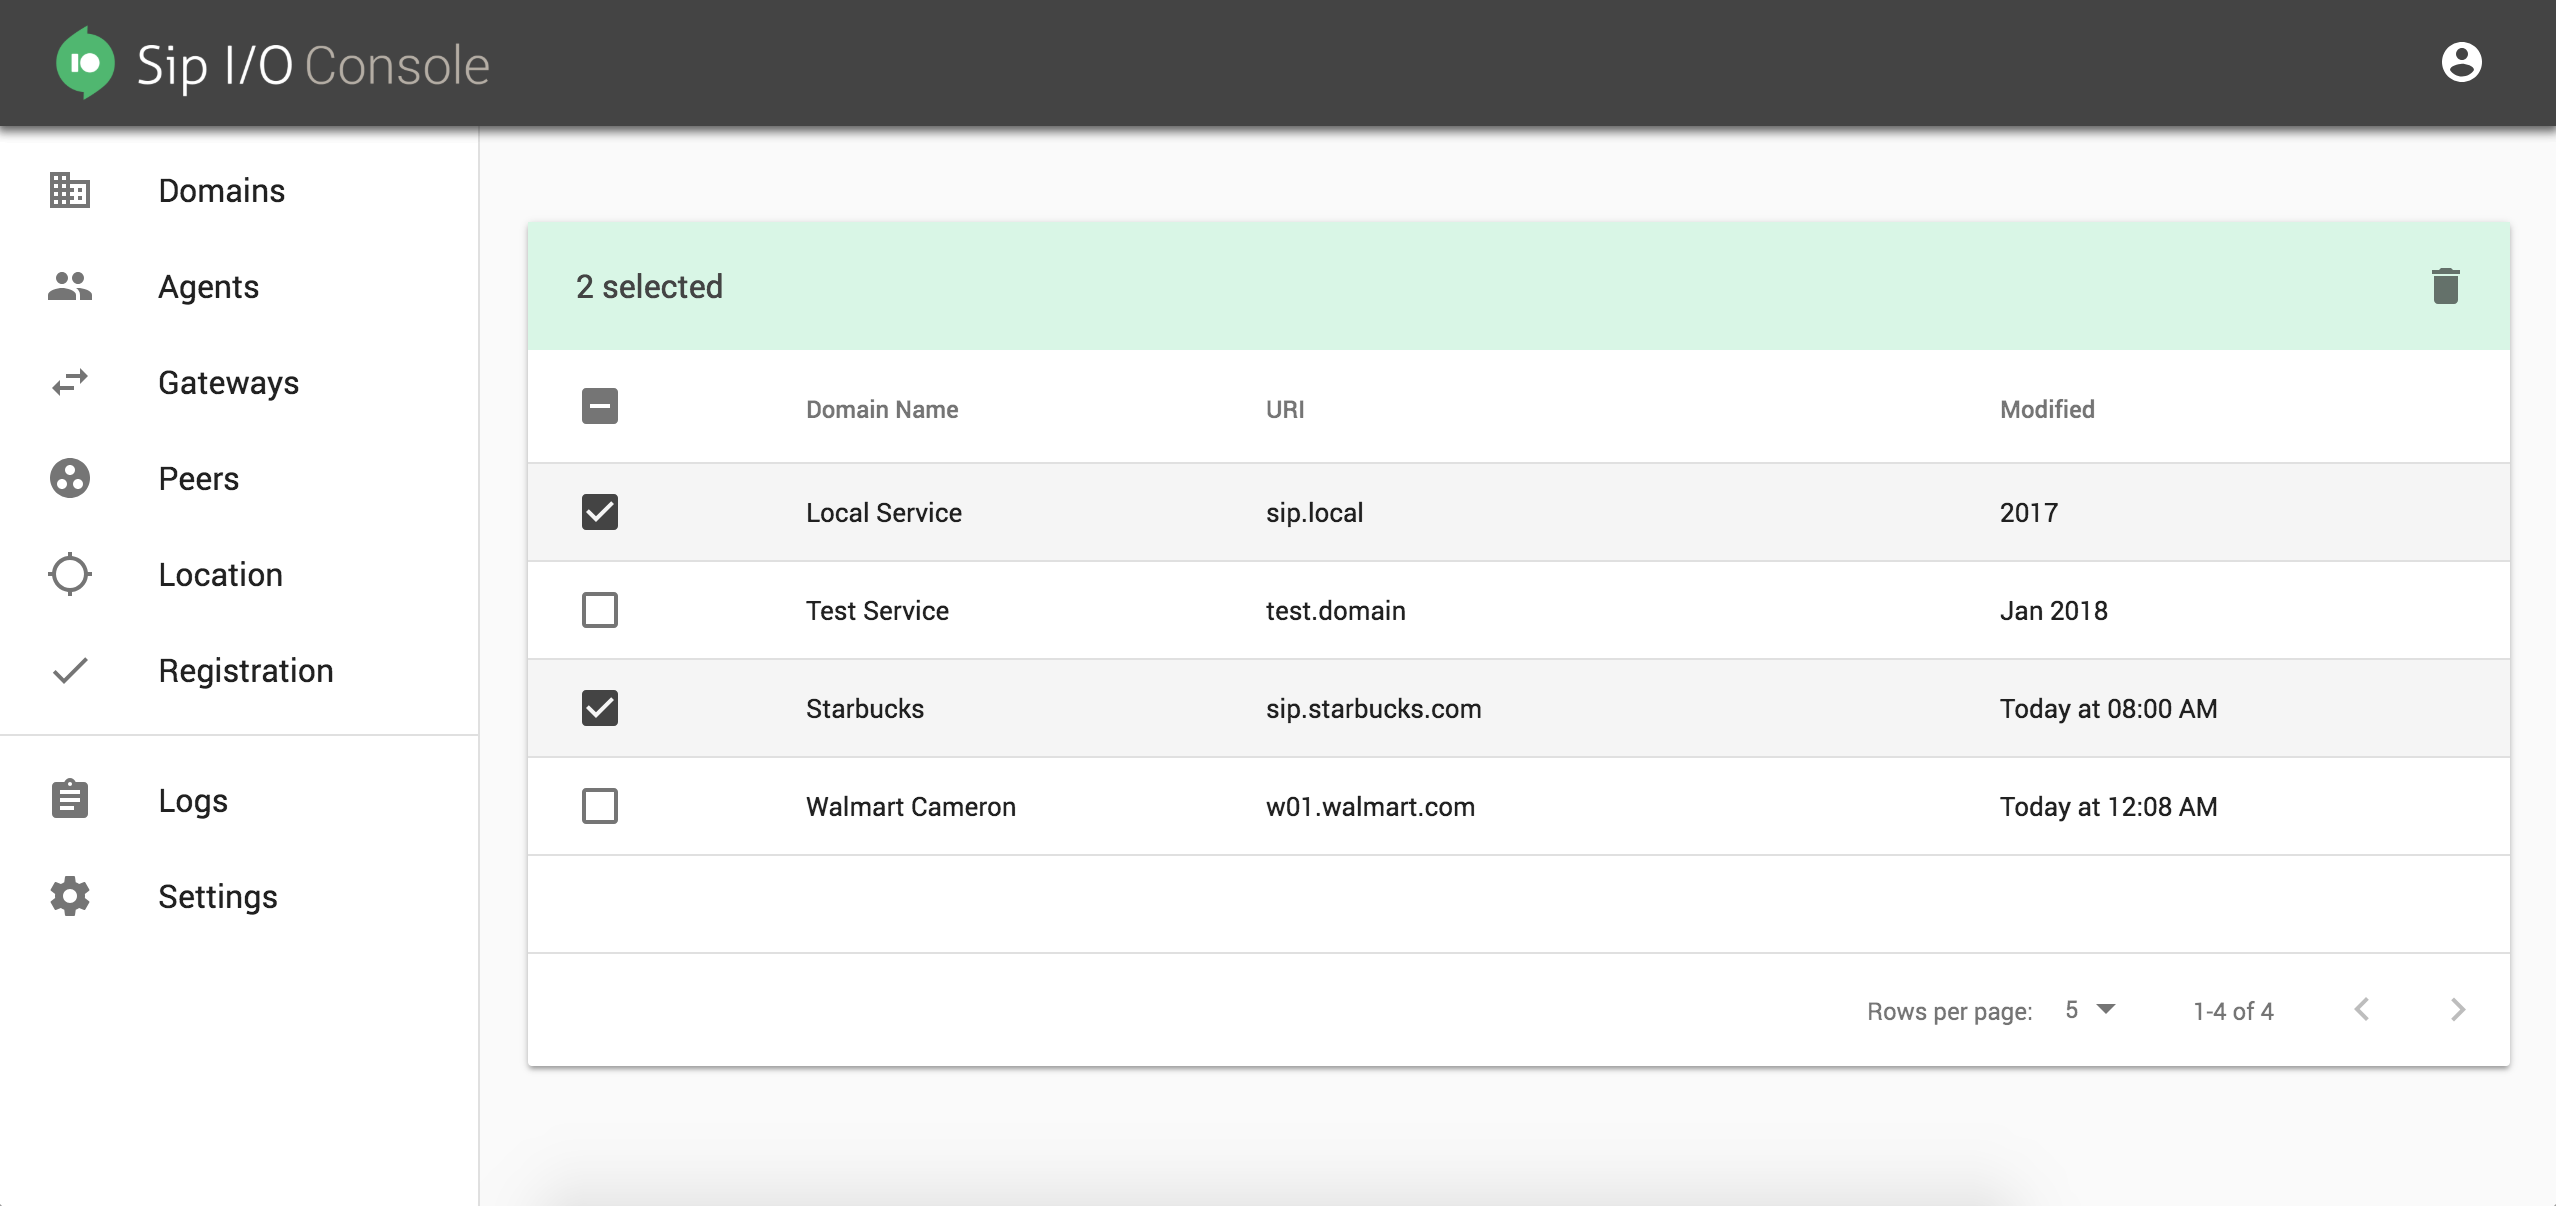 Sip I/O Console
Domains
Agents
Gateways
Peers
Location
Registration
Logs
Settings
2 selected
Domain Name URI Modified
Local Service sip.local 2017
Test Service test.domain Jan 2018
Starbucks sip.starbucks.com Today at 08:00 AM
Walmart Cameron w01.walmart.com Today at 12:08 AM
Rows per page: 5 1-4 of 4